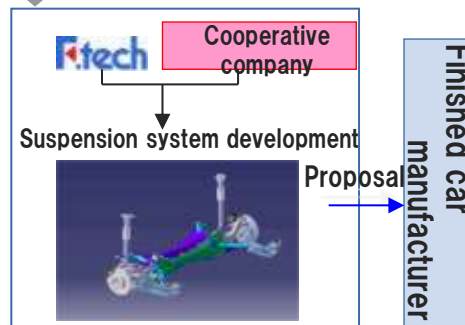 F.tech
Cooperative
company
Suspension system development
Proposal
Finished car
manufacturer